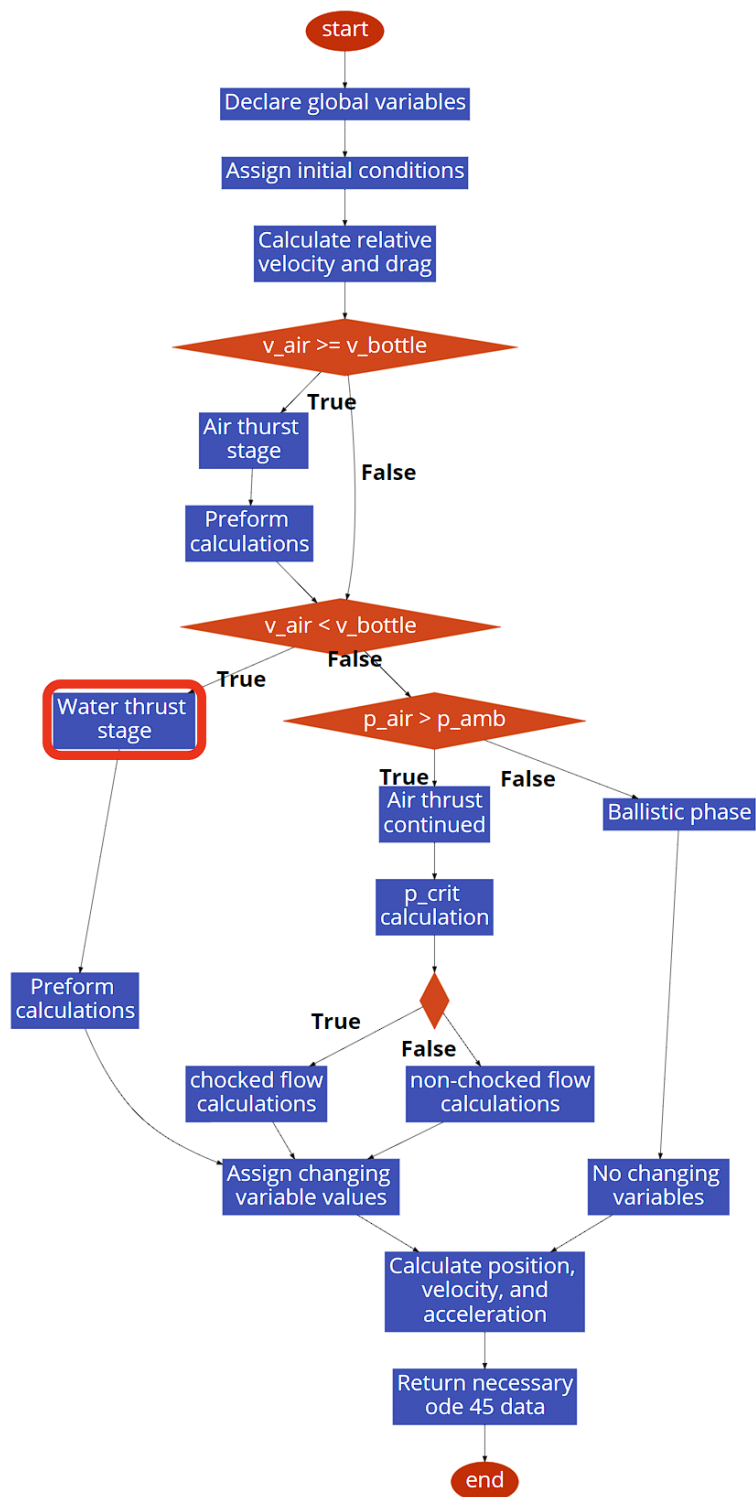 start
Declare global variables
Assign initial conditions
Calculate relative
velocity and drag
v_air >= v_bottle
True
Air thurst
stage
False
Preform
calculations
v_air < v_bottle
False
True
Water thrust
stage
p_air > p_amb
True
False
Air thrust
continued
Ballistic phase
p_crit
calculation
Preform
calculations
True
False
chocked flow
calculations
non-chocked flow
calculations
Assign changing
variable values
No changing
variables
Calculate position,
velocity, and
acceleration
Return necessary
ode 45 data
end